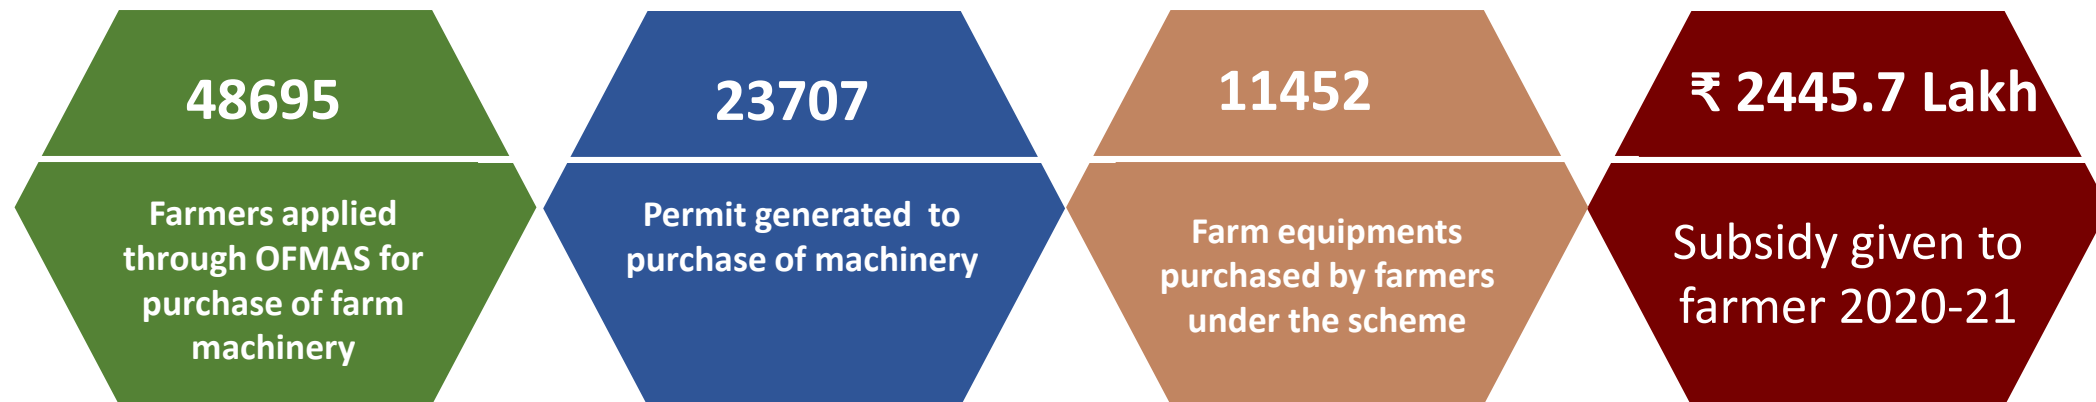 48695
Farmers applied
through OFMAS for
purchase of farm
machinery
23707
Permit generated  to
purchase of machinery
11452
Farm equipments
purchased by farmers
under the scheme
₹ 2445.7 Lakh
Subsidy given to
farmer 2020-21